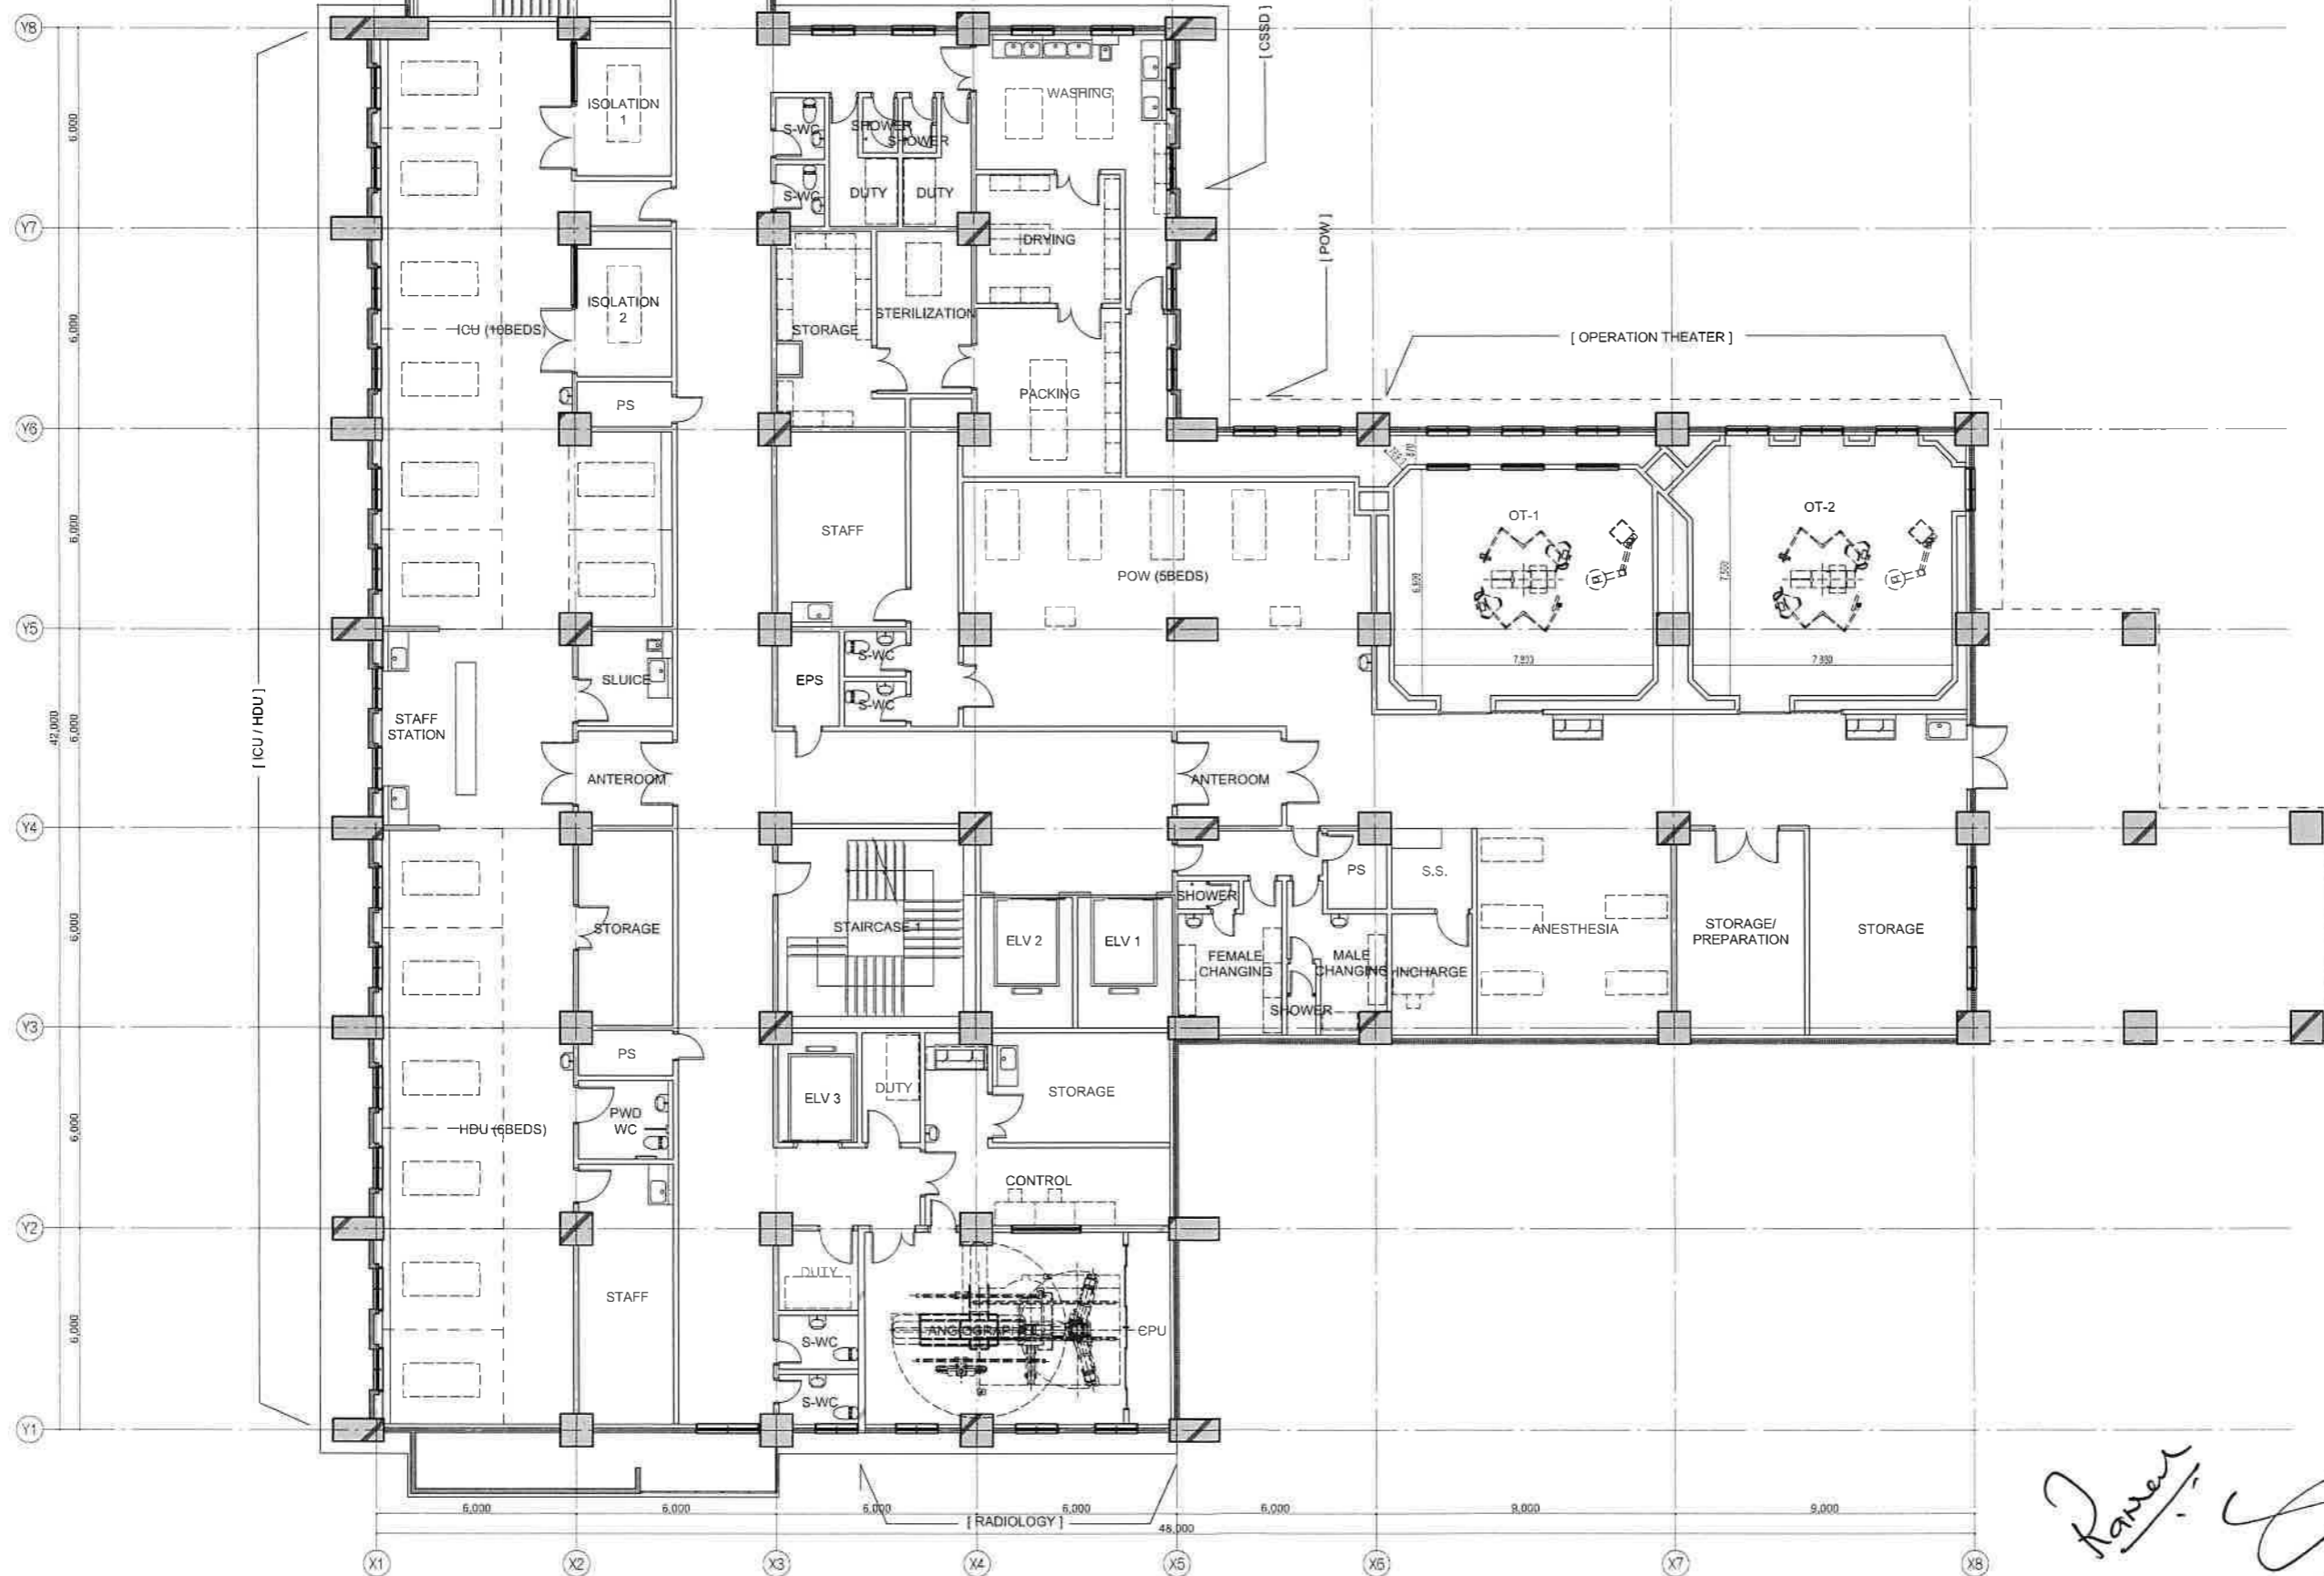 Y8
[CSSD]
WASHING
ISOLATION
1
S-WC
SHOWER
SHOWER
6,000
S-WC
DUTY
DUTY
Y7
DRYING
[POW]
ISOLATION
2
STORAGE
STERILIZATION
ICU (10BEDS)
6,000
[OPERATION THEATER]
PACKING
PS
Y6
STAFF
OT-1
OT-2
6,000
POW (5BEDS)
7,500
Y5
S-WC
7,800
SLUICE
EPS
S-WC
STAFF
STATION
[ICU / HDU]
42,000
6,000
ANTEROOM
ANTEROOM
Y4
PS
S.S.
SHOWER
STORAGE
STAIRCASE 1
ELV 2
ELV 1
FEMALE
CHANGING
MALE
CHANGING
INCHARGE
ANESTHESIA
STORAGE/
PREPARATION
STORAGE
6,000
SHOWER
Y3
PS
ELV 3
DUTY
STORAGE
PWD
WC
HDU (6BEDS)
6,000
CONTROL
Y2
DUTY
STAFF
S-WC
CPU
6,000
S-WC
Y1
6,000
6,000
6,000
6,000
6,000
9,000
9,000
[RADIOLOGY]
48,000
X1
X2
X3
X4
X5
X6
X7
X8